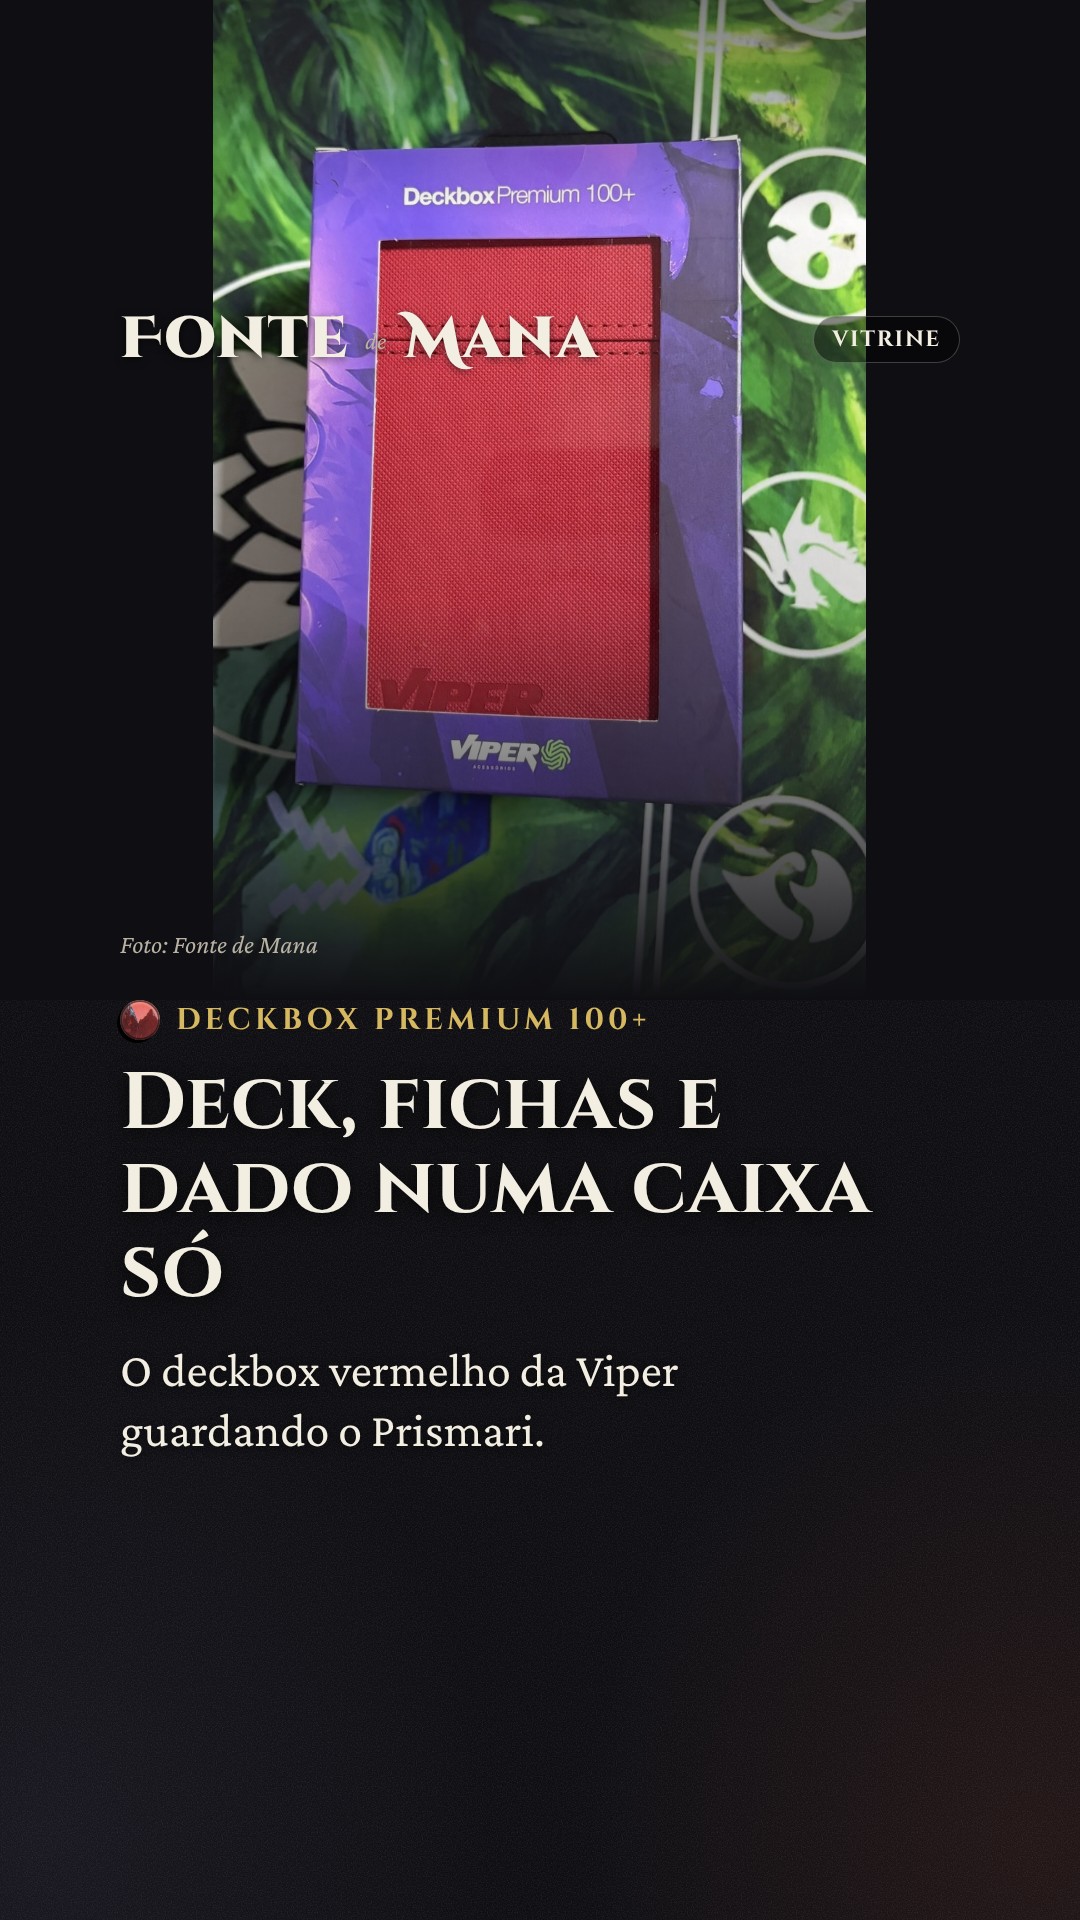 Deckbox Premium 100+
FONTE de MANA
VITRINE
VIPER
VIPER
ACESSÓRIOS
Foto: Fonte de Mana
DECKBOX PREMIUM 100+
DECK, FICHAS E
DADO NUMA CAIXA
SÓ
O deckbox vermelho da Viper
guardando o Prismari.